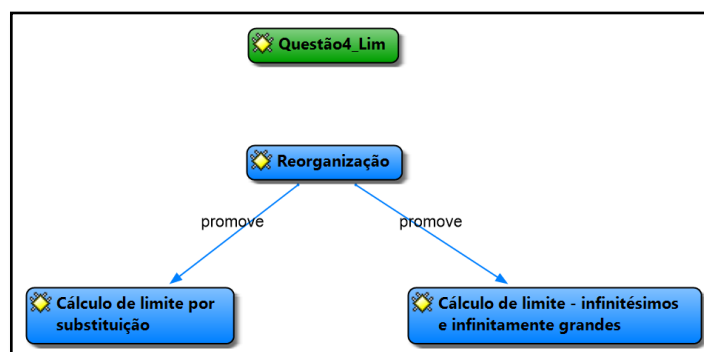 Questão4_Lim
Reorganização
promove
promove
Cálculo de limite por
substituição
Cálculo de limite - infinitésimos
e infinitamente grandes